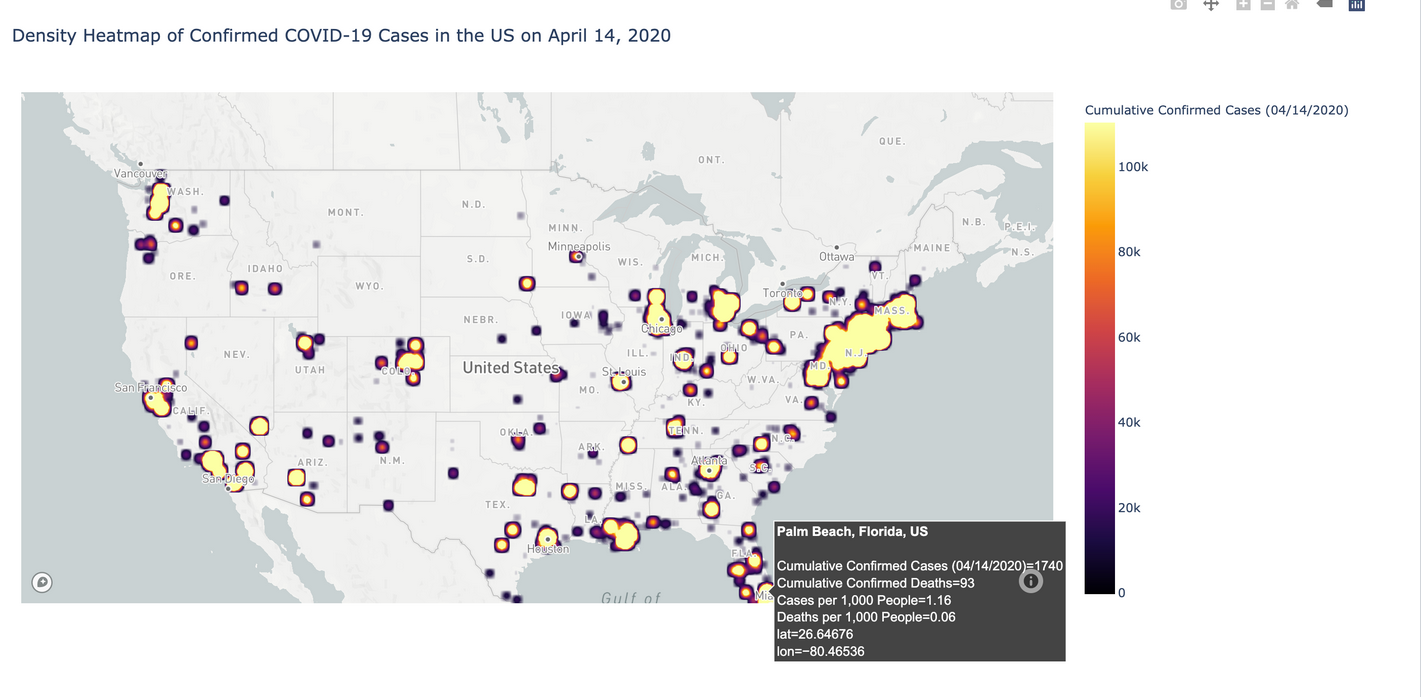 Density Heatmap of Confirmed COVID-19 Cases in the US on April 14, 2020
Cumulative Confirmed Cases (04/14/2020)
100k
80k
60k
40k
20k
0
QUE.
ONT.
Vancouver
WASH.
MONT.
N.D.
MINN.
N.B.
P.E.I.
N.S.
MAINE
Minneapolis
Ottawa
S.D.
WIS.
MICH.
VT.
ORE.
IDAHO
WYO.
Toronto
N.Y.
MASS.
NEBR.
IOWA
Chicago
PA.
NEV.
UTAH
COLO.
United States
ILL.
IND.
OHIO
N.J.
MD.
San Francisco
CALIF.
St. Louis
MO.
W.VA.
KY.
VA.
OKLA.
TENN.
N.C.
ARIZ.
N.M.
ARK.
Atlanta
S.C.
San Diego
MISS.
ALA.
GA.
TEX.
LA.
Houston
FLA.
Gulf of
Mia
Palm Beach, Florida, US
Cumulative Confirmed Cases (04/14/2020)=1740
Cumulative Confirmed Deaths=93
Cases per 1,000 People=1.16
Deaths per 1,000 People=0.06
lat=26.64676
lon=−80.46536